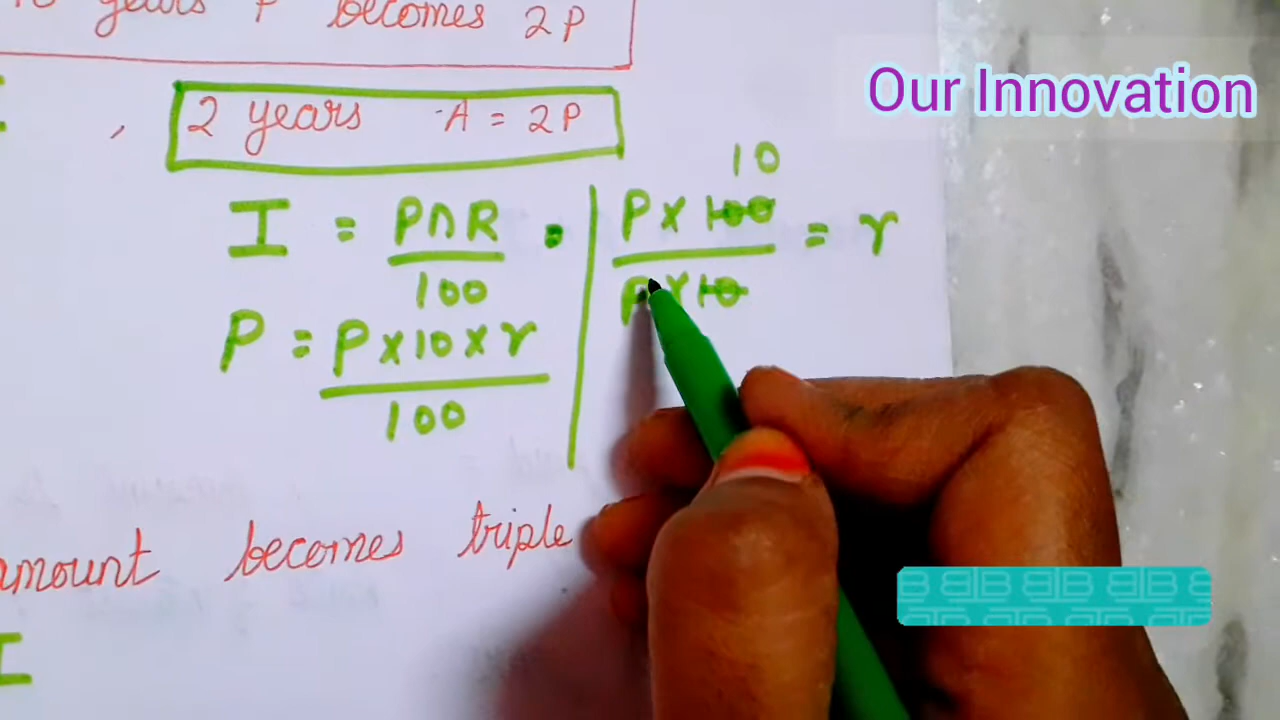 years P becomes 2P
Our Innovation
, 2 years A = 2P
I = PNR / 100
P = P × 10 × r / 100
10
P × 100 / P × 10 = r
amount becomes triple
I